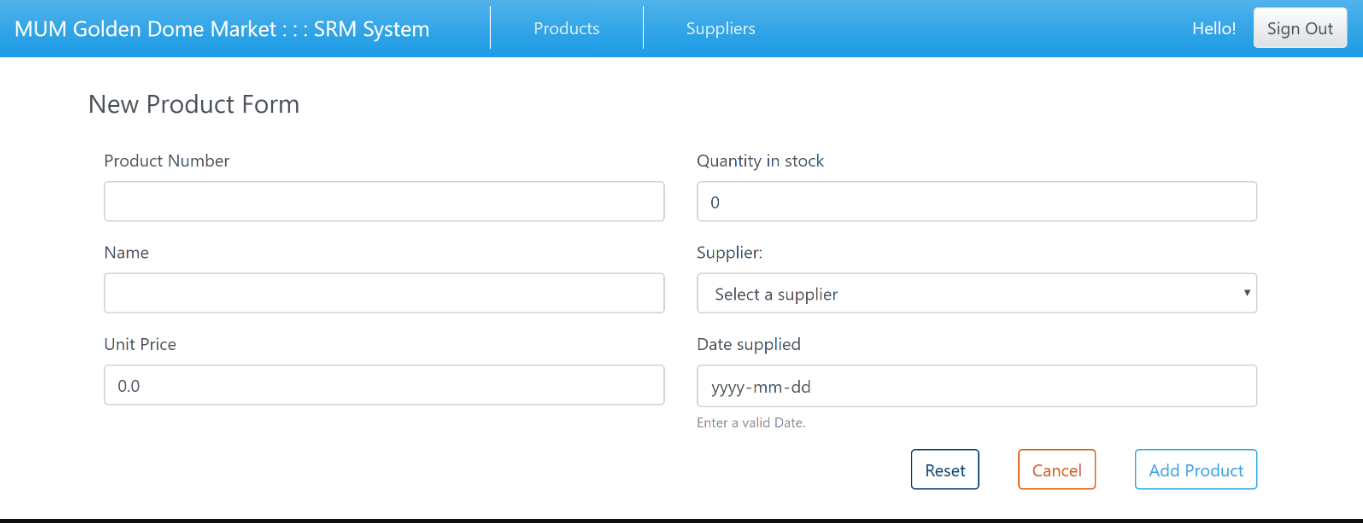 MUM Golden Dome Market : : : SRM System
Products
Suppliers
Hello!
Sign Out
New Product Form
Product Number
Quantity in stock
0
Name
Supplier:
Select a supplier
Unit Price
0.0
Date supplied
yyyy-mm-dd
Enter a valid Date.
Reset
Cancel
Add Product